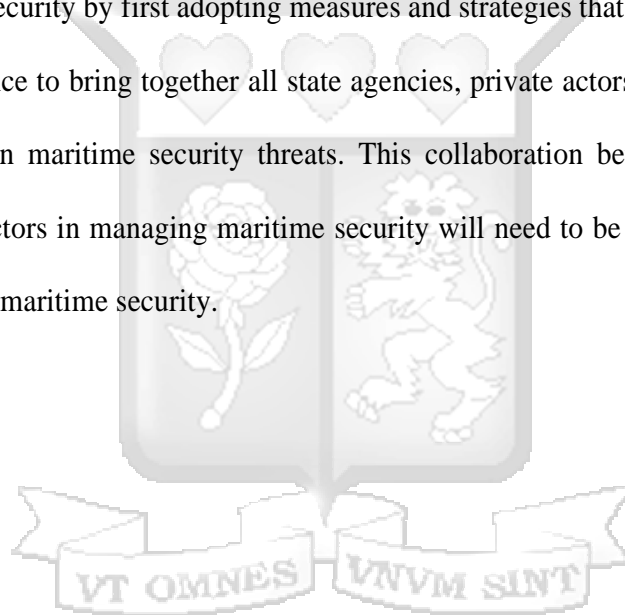 ecurity by first adopting measures and strategies that
ce to bring together all state agencies, private actors
n maritime security threats. This collaboration be
ctors in managing maritime security will need to be
maritime security.
VT OMNES VNVM SINT